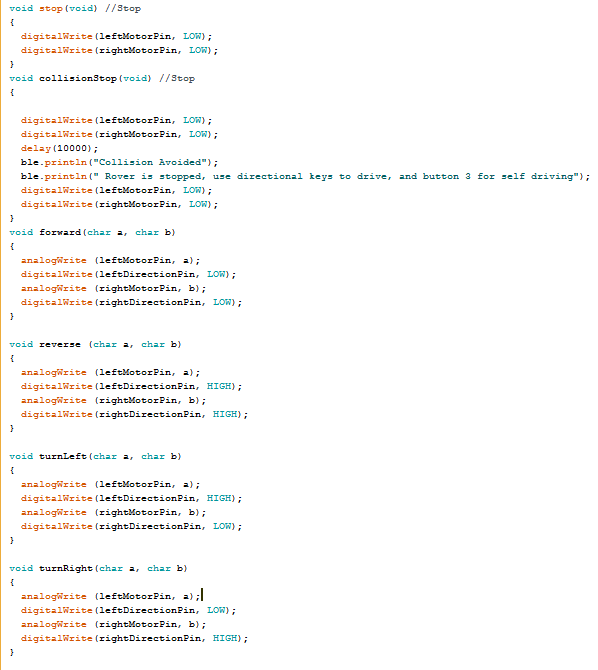 void stop(void) //Stop
{
  digitalWrite(leftMotorPin, LOW);
  digitalWrite(rightMotorPin, LOW);
}
void collisionStop(void) //Stop
{

  digitalWrite(leftMotorPin, LOW);
  digitalWrite(rightMotorPin, LOW);
  delay(10000);
  ble.println("Collision Avoided");
  ble.println(" Rover is stopped, use directional keys to drive, and button 3 for self driving");
  digitalWrite(leftMotorPin, LOW);
  digitalWrite(rightMotorPin, LOW);
}
void forward(char a, char b)
{
  analogWrite (leftMotorPin, a);
  digitalWrite(leftDirectionPin, LOW);
  analogWrite (rightMotorPin, b);
  digitalWrite(rightDirectionPin, LOW);
}

void reverse (char a, char b)
{
  analogWrite (leftMotorPin, a);
  digitalWrite(leftDirectionPin, HIGH);
  analogWrite (rightMotorPin, b);
  digitalWrite(rightDirectionPin, HIGH);
}

void turnLeft(char a, char b)
{
  analogWrite (leftMotorPin, a);
  digitalWrite(leftDirectionPin, HIGH);
  analogWrite (rightMotorPin, b);
  digitalWrite(rightDirectionPin, LOW);
}

void turnRight(char a, char b)
{
  analogWrite (leftMotorPin, a);
  digitalWrite(leftDirectionPin, LOW);
  analogWrite (rightMotorPin, b);
  digitalWrite(rightDirectionPin, HIGH);
}